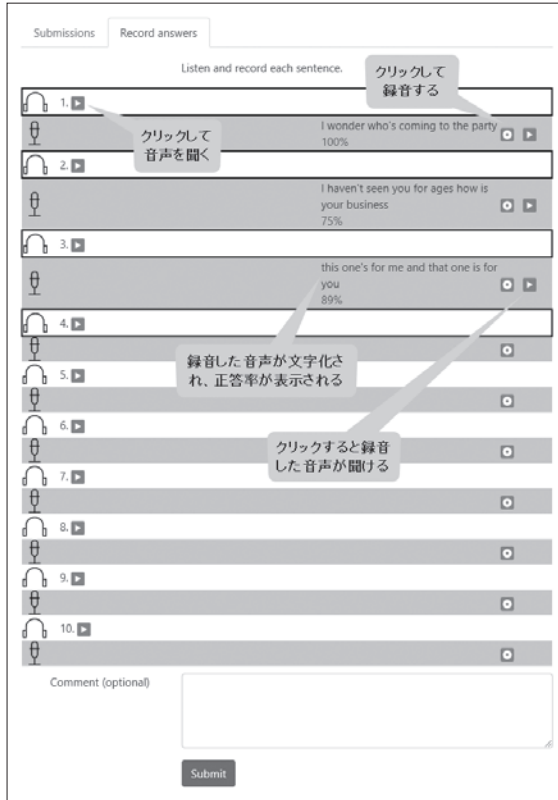 Submissions
Record answers
Listen and record each sentence.
クリックして
録音する
1.
クリックして
音声を聞く
I wonder who's coming to the party
100%
2.
I haven't seen you for ages how is
your business
75%
3.
this one's for me and that one is for
you
89%
4.
録音した音声が文字化さ
れ、正答率が表示される
5.
6.
クリックすると録音
した音声が聞ける
7.
8.
9.
10.
Comment (optional)
Submit